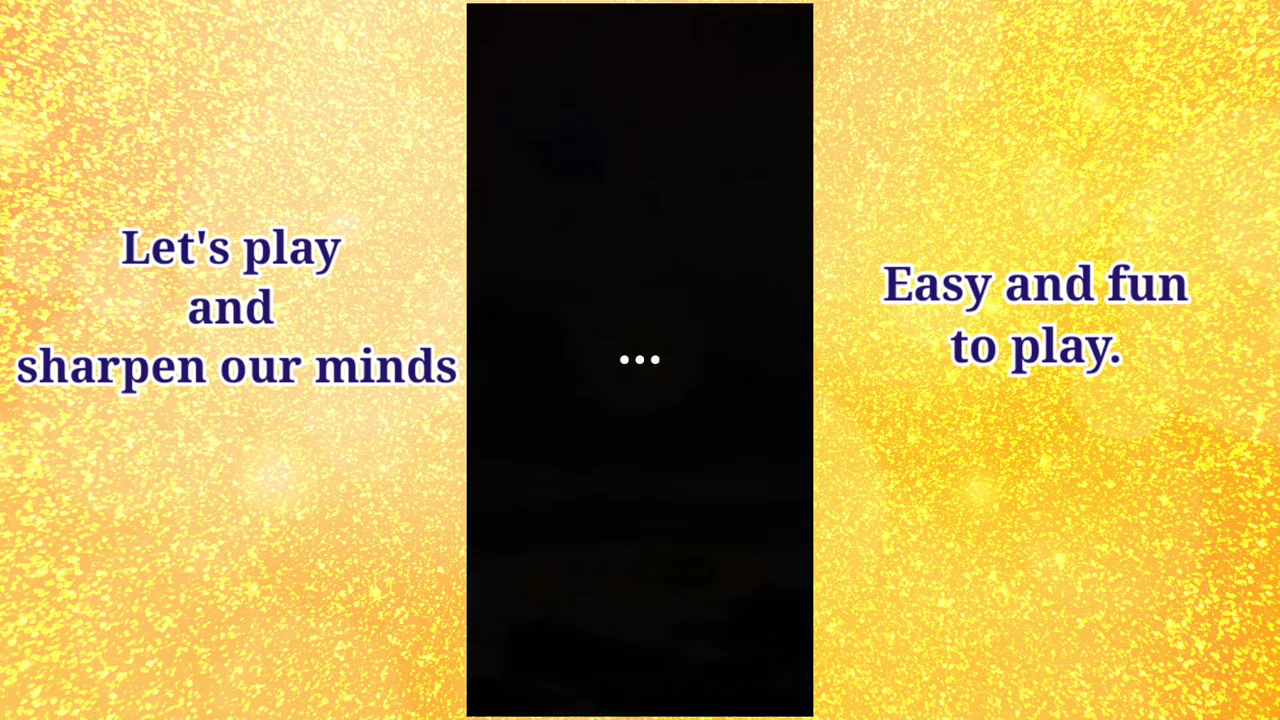 Let's play
and
sharpen our minds
...
Easy and fun
to play.